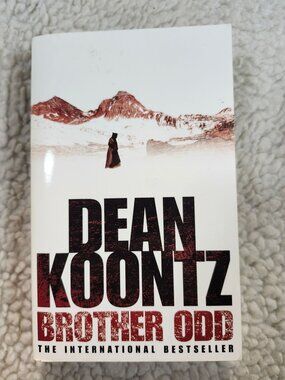 DEAN
KOONTZ
BROTHER ODD
THE INTERNATIONAL BESTSELLER